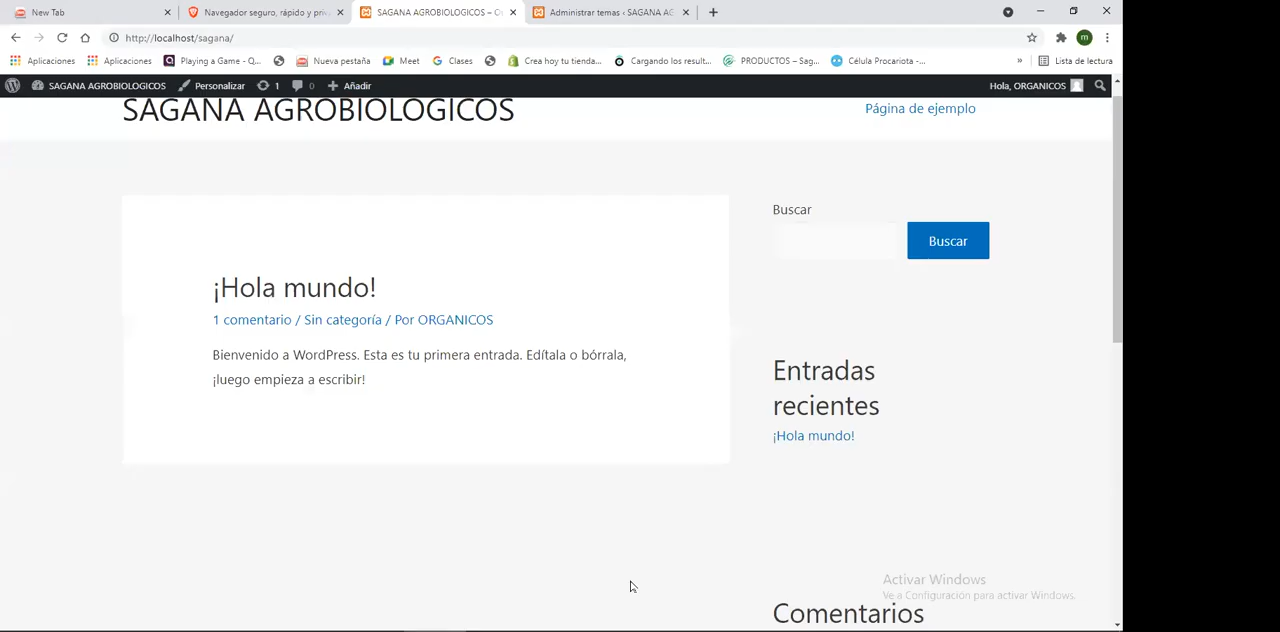 New Tab
Navegador seguro, rápido y priv
SAGANA AGROBIOLOGICOS – O
Administrar temas ‹ SAGANA AG
http://localhost/sagana/
Aplicaciones
Aplicaciones
Playing a Game - Q...
Nueva pestaña
Meet
Clases
Crea hoy tu tienda...
Cargando los result...
PRODUCTOS – Sag...
Célula Procariota -...
»
Lista de lectura
SAGANA AGROBIOLOGICOS
Personalizar
1
0
Añadir
Hola, ORGANICOS
SAGANA AGROBIOLOGICOS
Página de ejemplo
Buscar
Buscar
¡Hola mundo!
1 comentario / Sin categoría / Por ORGANICOS
Bienvenido a WordPress. Esta es tu primera entrada. Edítala o bórrala,
¡luego empieza a escribir!
Entradas
recientes
¡Hola mundo!
Activar Windows
Ve a Configuración para activar Windows.
Comentarios